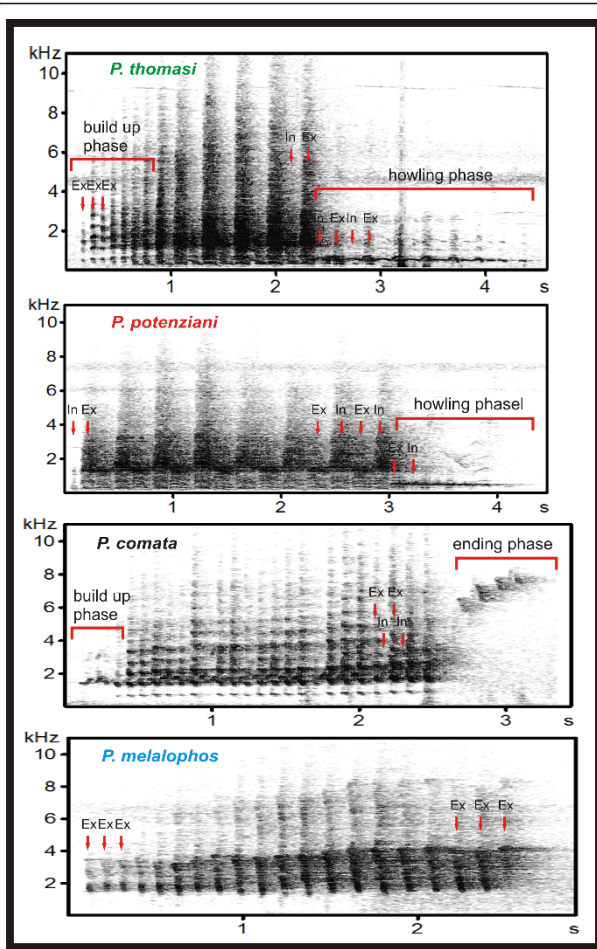 kHz
10
P. thomasi
8
build up
phase
In Ex
6
ExExEx
howling phase
4
In Ex In Ex
2
1 2 3 4 s
kHz
P. potenziani
8
6
In Ex
Ex In Ex In
howling phasel
4
Ex In
2
1 2 3 4 s
kHz
10
P. comata
ending phase
8
build up
phase
Ex Ex
6
In In
4
2
1 2 3 s
kHz
10
P. melalophos
8
Ex Ex Ex
Ex Ex Ex
6
4
2
1 2 s